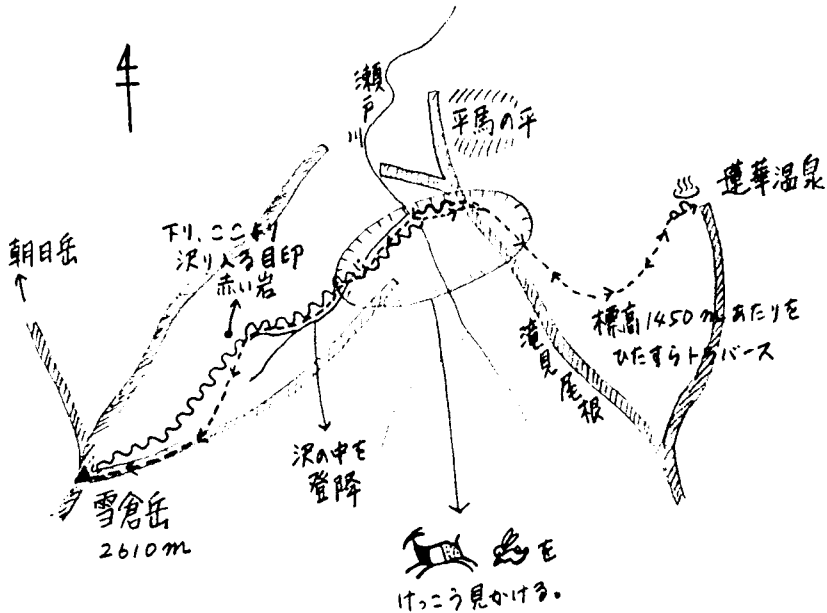 瀬戸川
平馬の平
蓮華温泉
朝日岳
下り、ここより
沢り入る目印
赤い岩
標高1450mあたりを
ひたすらトラバース
滝見尾根
沢の中を
登降
雪倉岳
2610m
を
けっこう見かける。